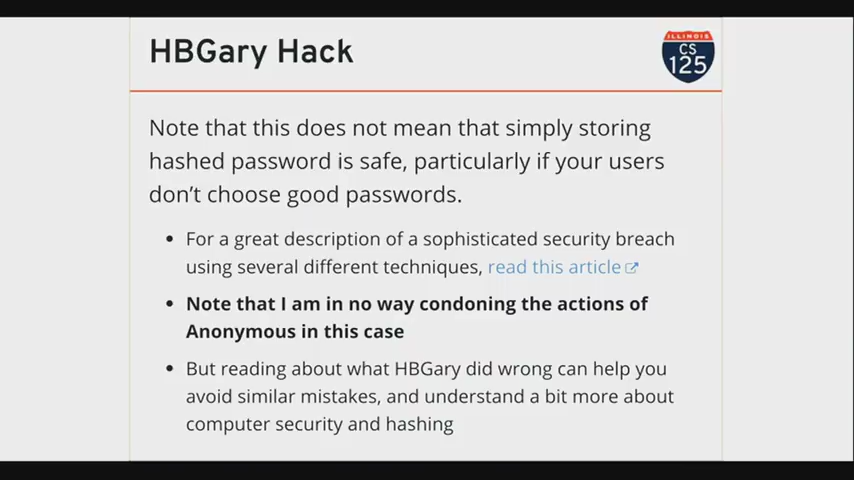 HBGary Hack
ILLINOIS
CS
125
Note that this does not mean that simply storing
hashed password is safe, particularly if your users
don't choose good passwords.
• For a great description of a sophisticated security breach
using several different techniques, read this article
• Note that I am in no way condoning the actions of
Anonymous in this case
• But reading about what HBGary did wrong can help you
avoid similar mistakes, and understand a bit more about
computer security and hashing